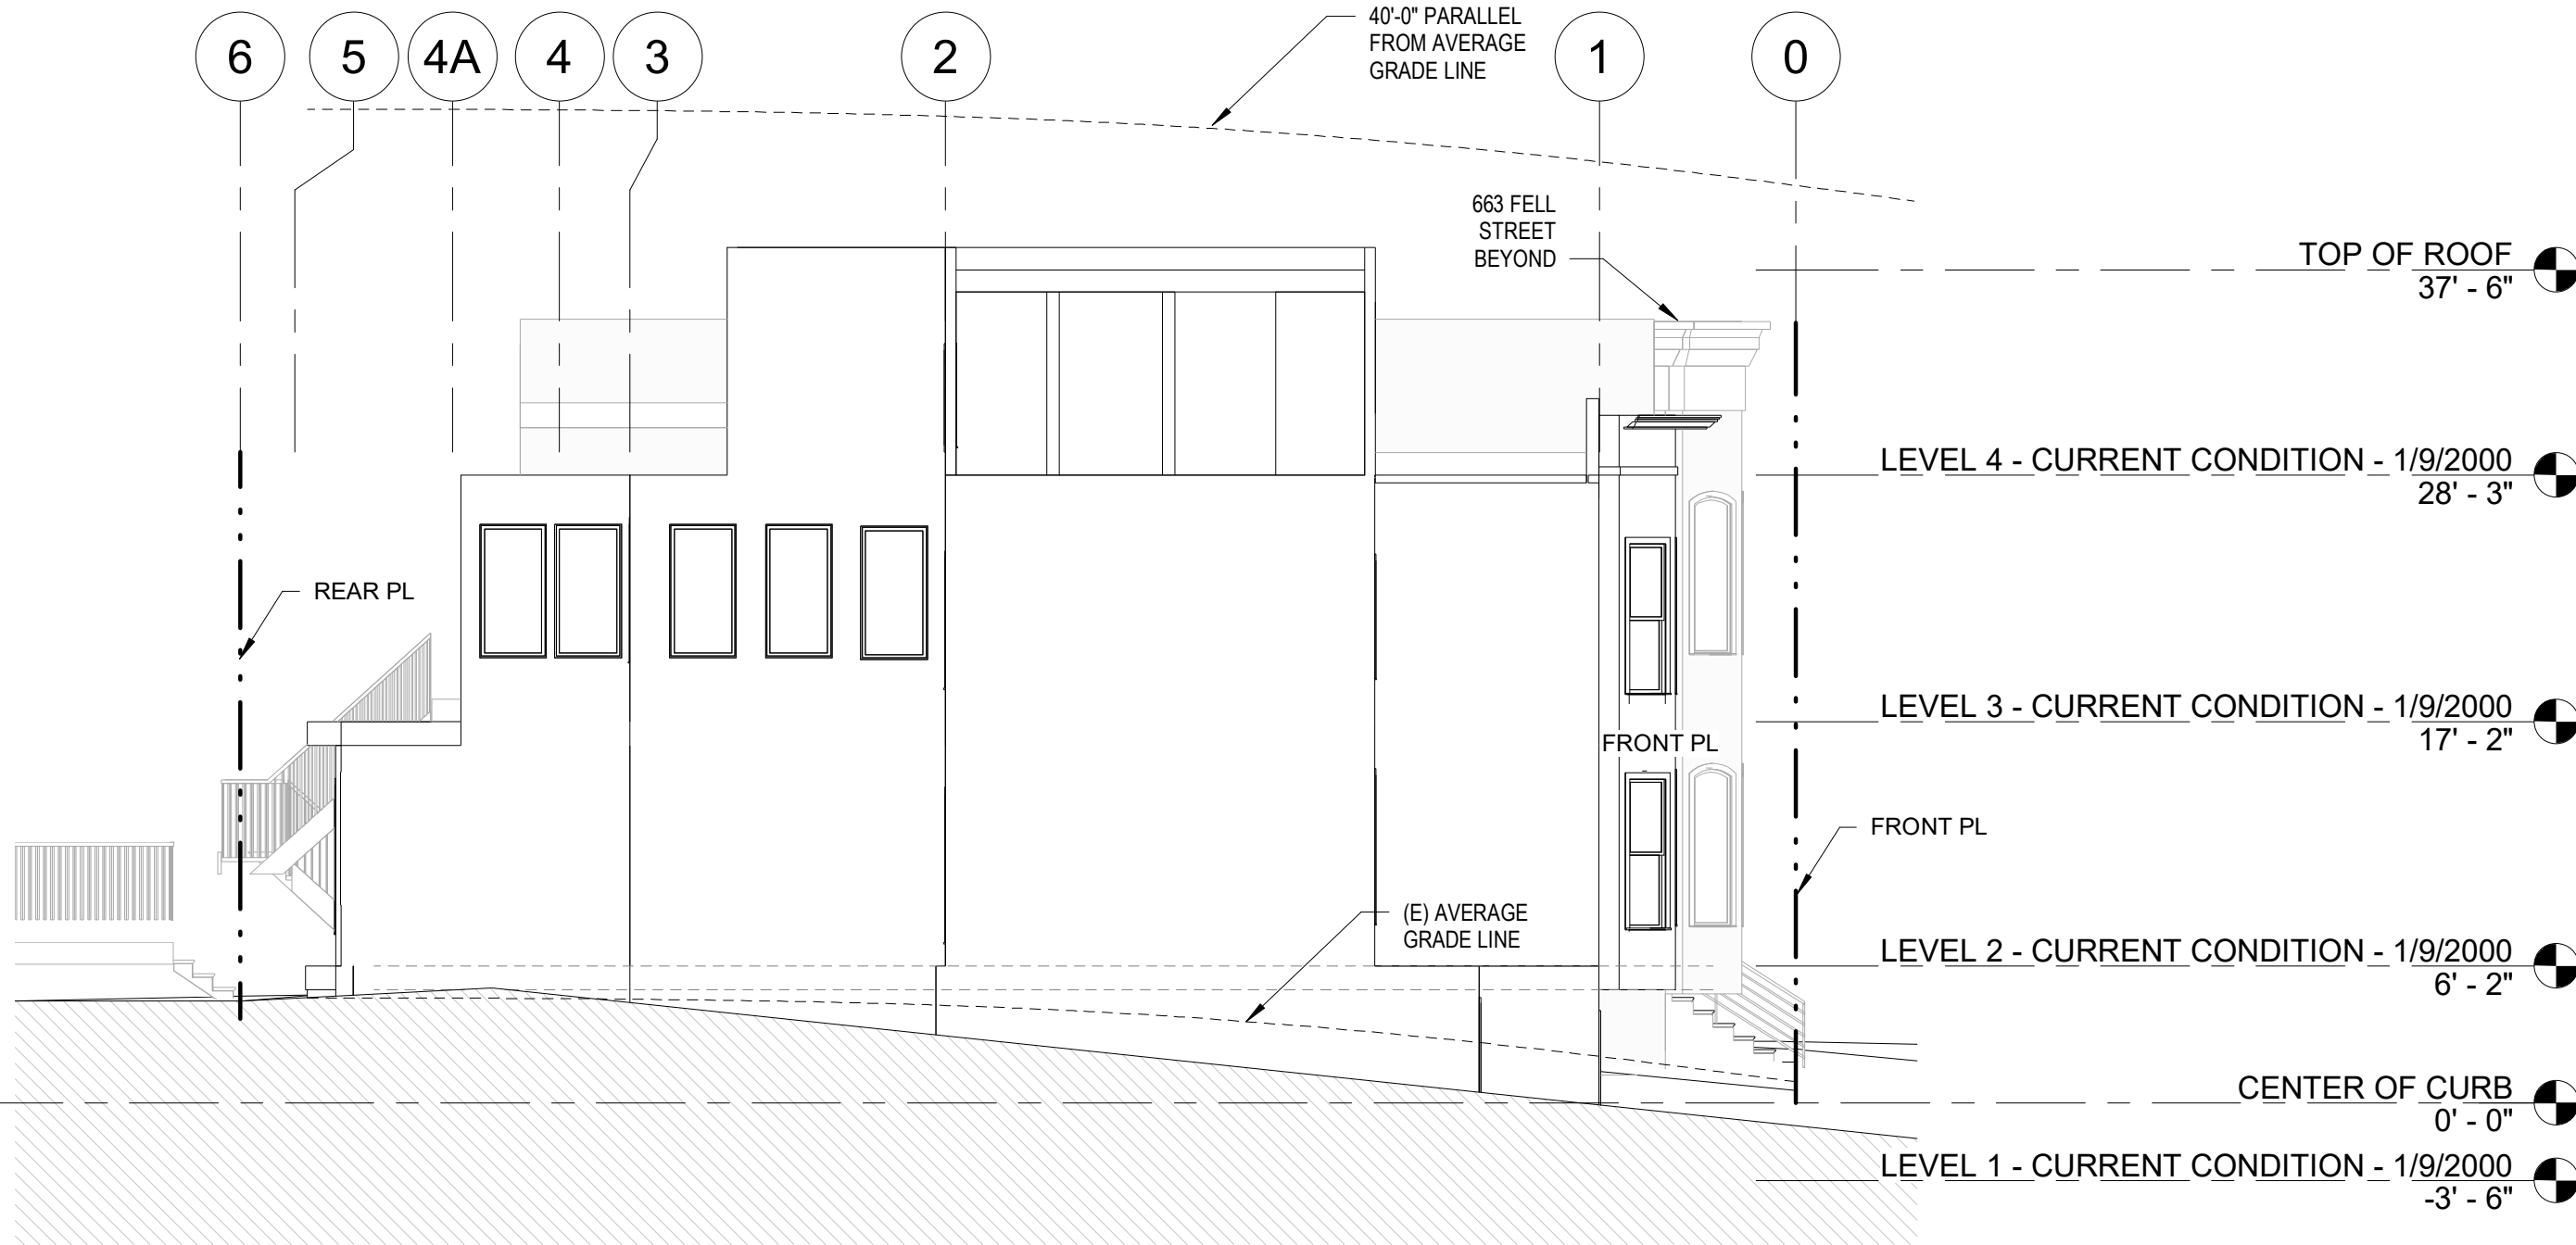 6
5
4A
4
3
2
1
0
40'-0" PARALLEL
FROM AVERAGE
GRADE LINE
663 FELL
STREET
BEYOND
TOP OF ROOF
37' - 6"
LEVEL 4 - CURRENT CONDITION - 1/9/2000
28' - 3"
REAR PL
LEVEL 3 - CURRENT CONDITION - 1/9/2000
17' - 2"
FRONT PL
FRONT PL
(E) AVERAGE
GRADE LINE
LEVEL 2 - CURRENT CONDITION - 1/9/2000
6' - 2"
CENTER OF CURB
0' - 0"
LEVEL 1 - CURRENT CONDITION - 1/9/2000
-3' - 6"